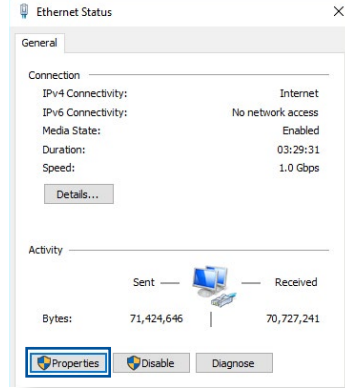 Ethernet Status
General
Connection
IPv4 Connectivity: Internet
IPv6 Connectivity: No network access
Media State: Enabled
Duration: 03:29:31
Speed: 1.0 Gbps
Details...
Activity
Sent — — Received
Bytes: 71,424,646 | 70,727,241
Properties Disable Diagnose